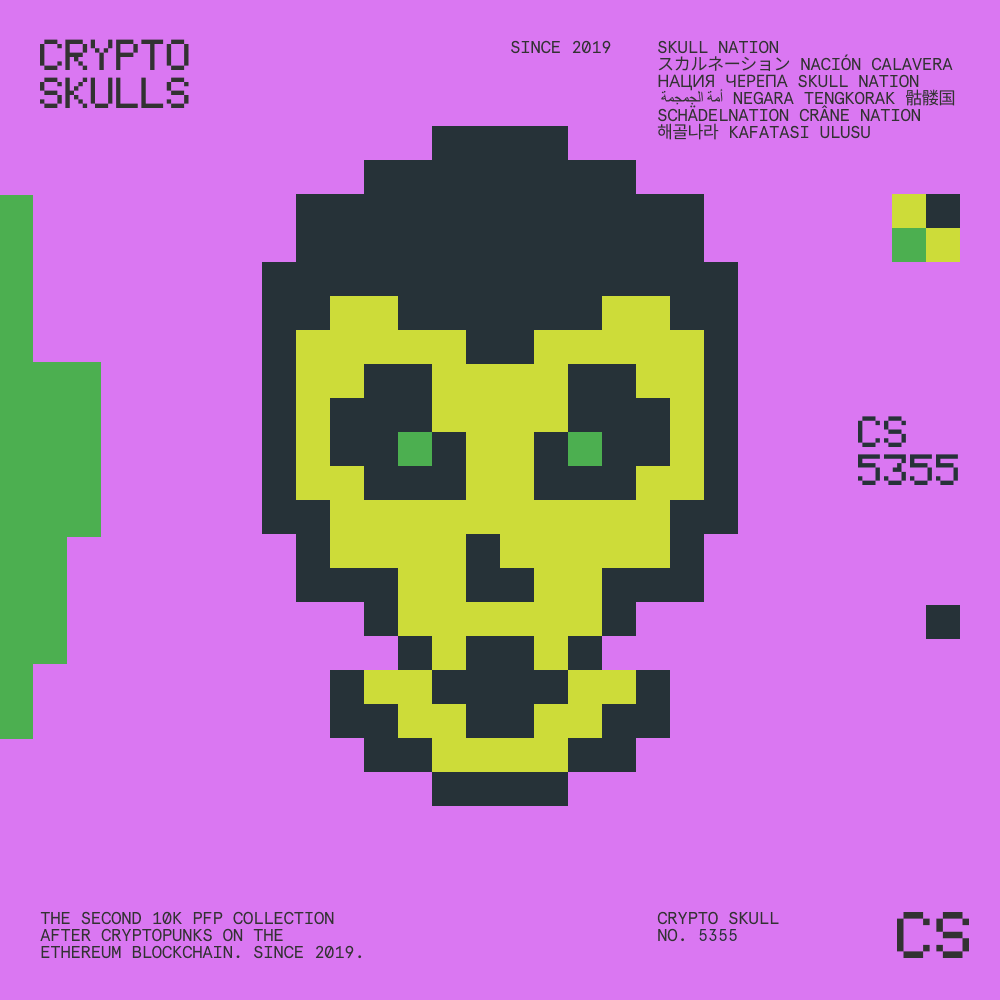 CRYPTO
SKULLS
SINCE 2019
SKULL NATION
スカルネーション NACIÓN CALAVERA
НАЦИЯ ЧЕРЕПА SKULL NATION
أمة الجمجمة NEGARA TENGKORAK 骷髅国
SCHÄDELNATION CRÂNE NATION
해골나라 KAFATASI ULUSU
CS
5355
THE SECOND 10K PFP COLLECTION
AFTER CRYPTOPUNKS ON THE
ETHEREUM BLOCKCHAIN. SINCE 2019.
CRYPTO SKULL
NO. 5355
CS